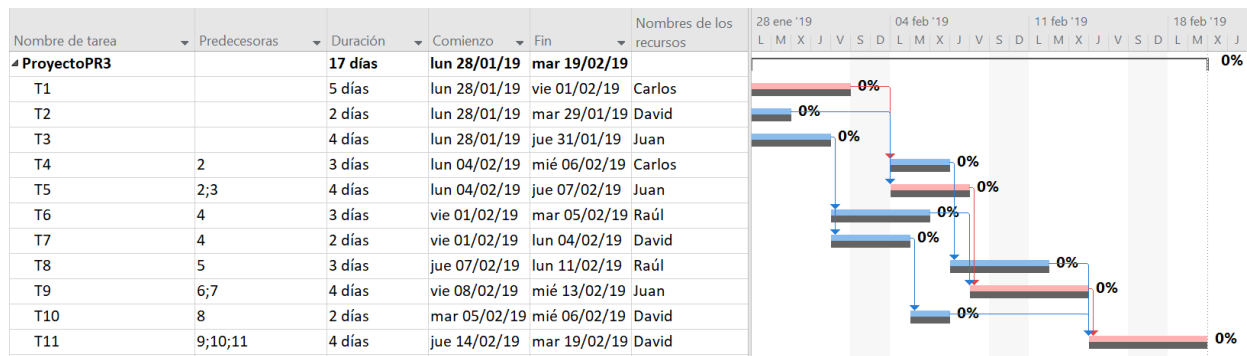 Nombre de tarea Predecesoras Duración Comienzo Fin Nombres de los recursos 28 ene '19 04 feb '19 11 feb '19 18 feb '19
L M X J V S D L M X J V S D L M X J V S D L M X J
ProyectoPR3 17 días lun 28/01/19 mar 19/02/19 0%
T1 5 días lun 28/01/19 vie 01/02/19 Carlos 0%
T2 2 días lun 28/01/19 mar 29/01/19 David 0%
T3 4 días lun 28/01/19 jue 31/01/19 Juan 0%
T4 2 3 días lun 04/02/19 mié 06/02/19 Carlos 0%
T5 2;3 4 días lun 04/02/19 jue 07/02/19 Juan 0%
T6 4 3 días vie 01/02/19 mar 05/02/19 Raúl 0%
T7 4 2 días vie 01/02/19 lun 04/02/19 David 0%
T8 5 3 días jue 07/02/19 lun 11/02/19 Raúl 0%
T9 6;7 4 días vie 08/02/19 mié 13/02/19 Juan 0%
T10 8 2 días mar 05/02/19 mié 06/02/19 David 0%
T11 9;10;11 4 días jue 14/02/19 mar 19/02/19 David 0%